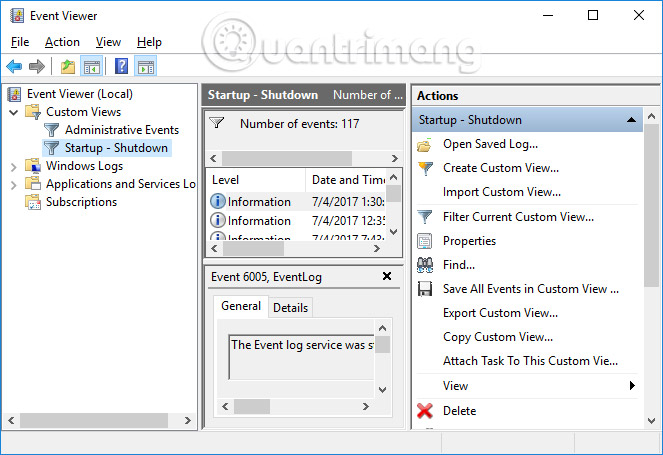 Event Viewer
Quantrimang
File Action View Help
Event Viewer (Local)
Custom Views
Administrative Events
Startup - Shutdown
Windows Logs
Applications and Services Lo
Subscriptions
Startup - Shutdown Number of ...
Number of events: 117
Level Date and Time
Information 7/4/2017 1:30:
Information 7/4/2017 12:35
Information 7/4/2017 7:43:
Event 6005, EventLog
General Details
The Event log service was st
Actions
Startup - Shutdown
Open Saved Log...
Create Custom View...
Import Custom View...
Filter Current Custom View...
Properties
Find...
Save All Events in Custom View ...
Export Custom View...
Copy Custom View...
Attach Task To This Custom Vie...
View
Delete